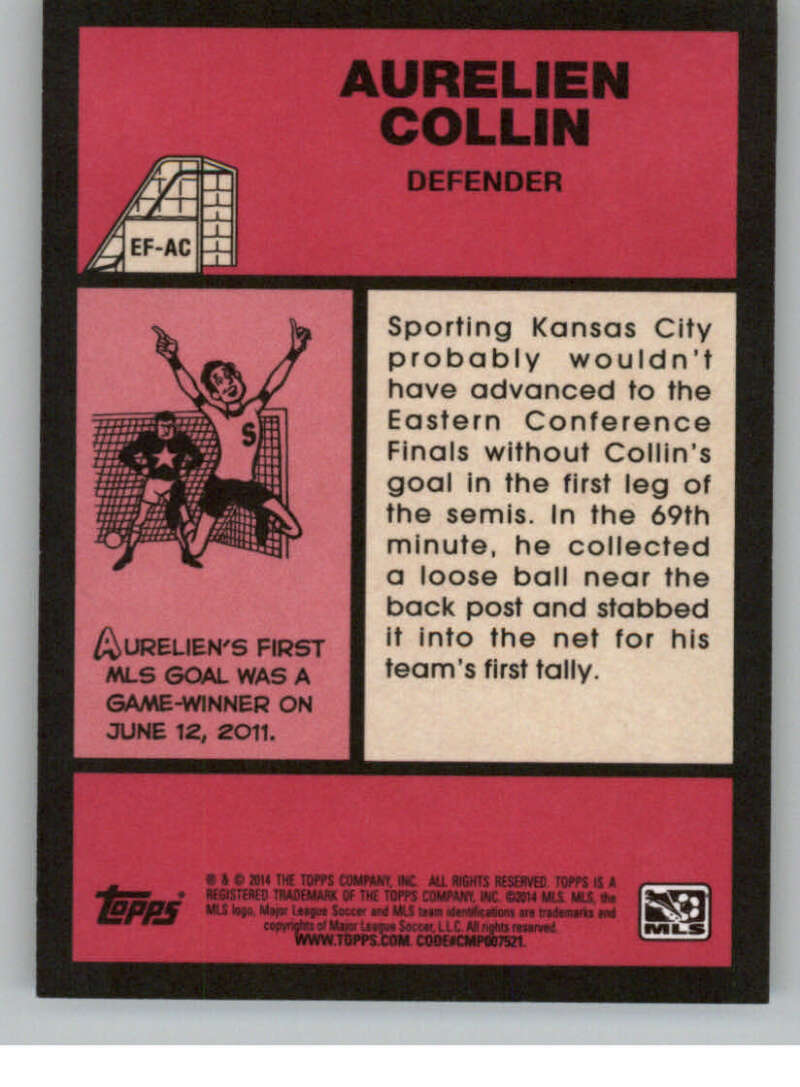 AURELIEN
COLLIN
DEFENDER
EF-AC
S
Sporting Kansas City
probably wouldn't
have advanced to the
Eastern Conference
Finals without Collin's
goal in the first leg of
the semis. In the 69th
minute, he collected
a loose ball near the
back post and stabbed
it into the net for his
team's first tally.
AURELIEN'S FIRST
MLS GOAL WAS A
GAME-WINNER ON
JUNE 12, 2011.
Topps
® & © 2014 THE TOPPS COMPANY, INC. ALL RIGHTS RESERVED. TOPPS IS A
REGISTERED TRADEMARK OF THE TOPPS COMPANY, INC. ©2014 MLS. MLS, the
MLS logo, Major League Soccer and MLS team identifications are trademarks and
copyrights of Major League Soccer, L.L.C. All rights reserved.
WWW.TOPPS.COM. CODE#CMP007521.
MLS